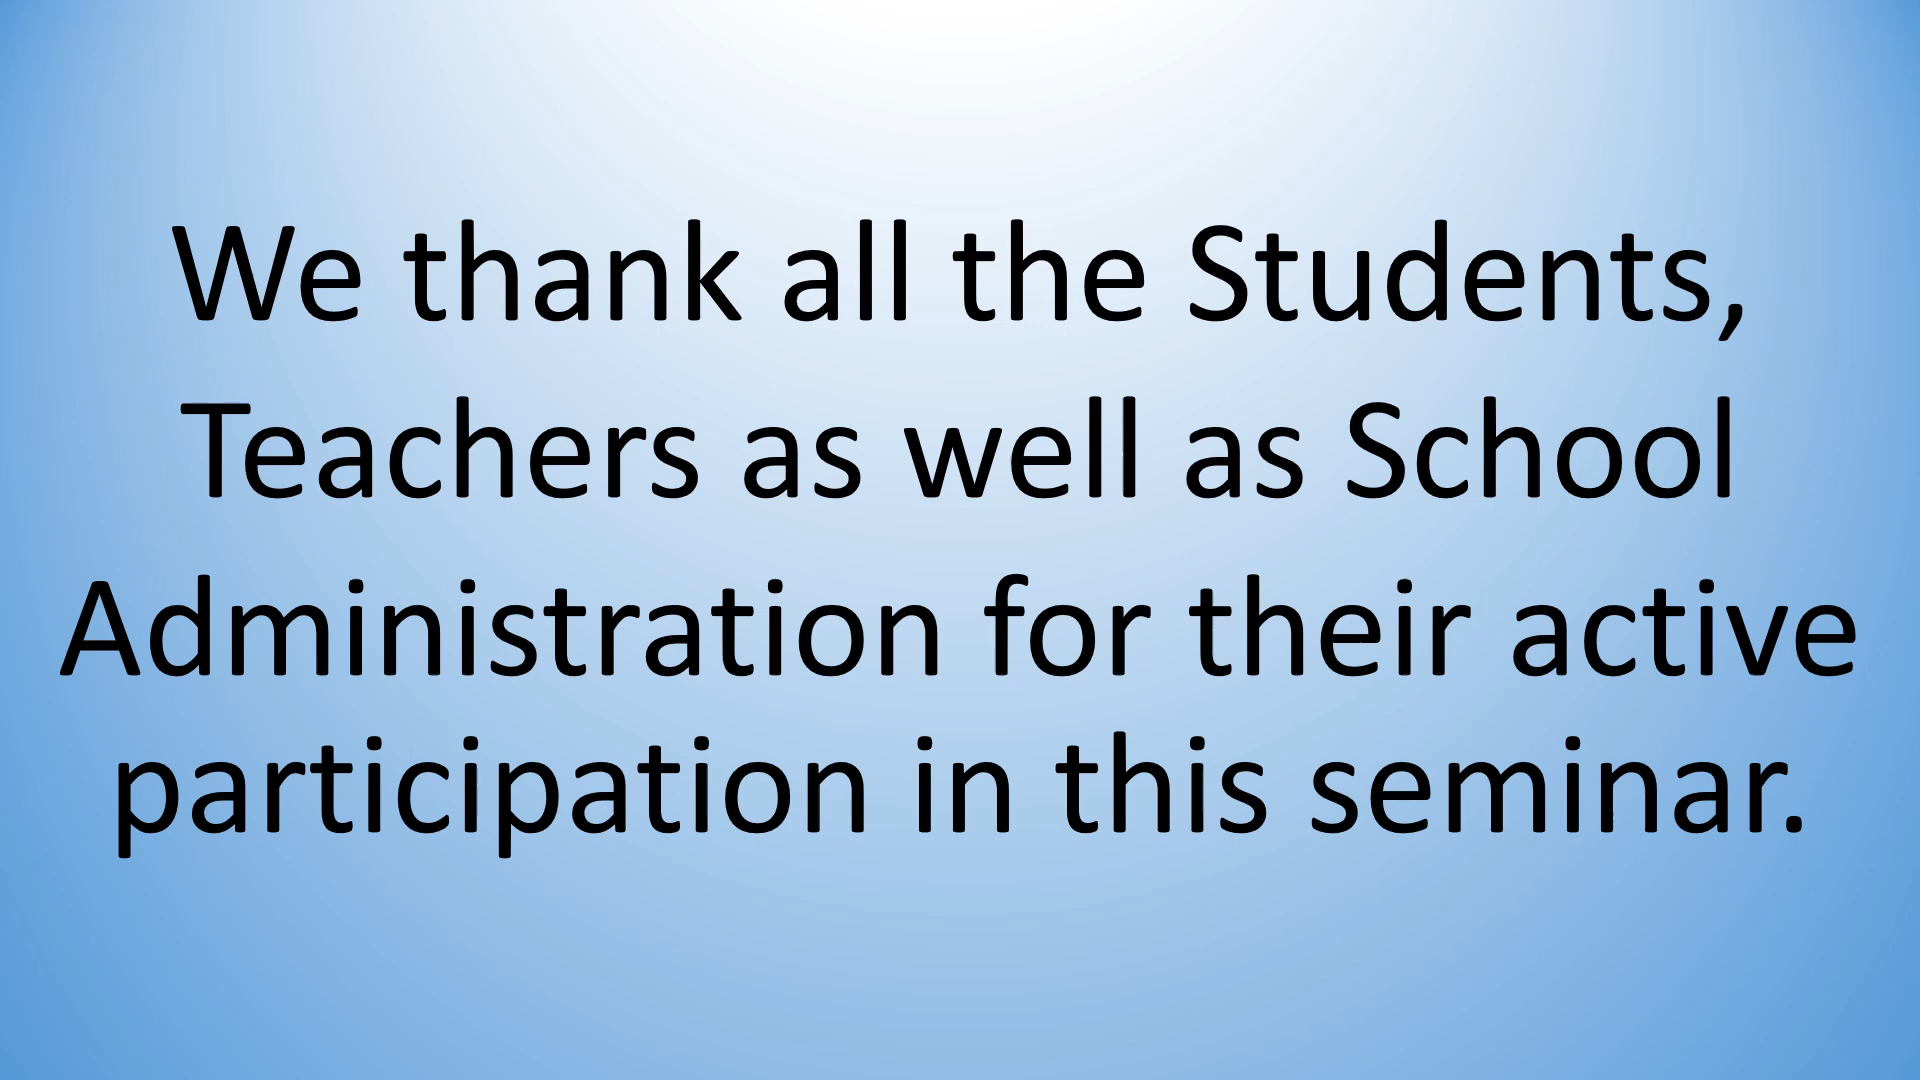 We thank all the Students,
Teachers as well as School
Administration for their active
participation in this seminar.